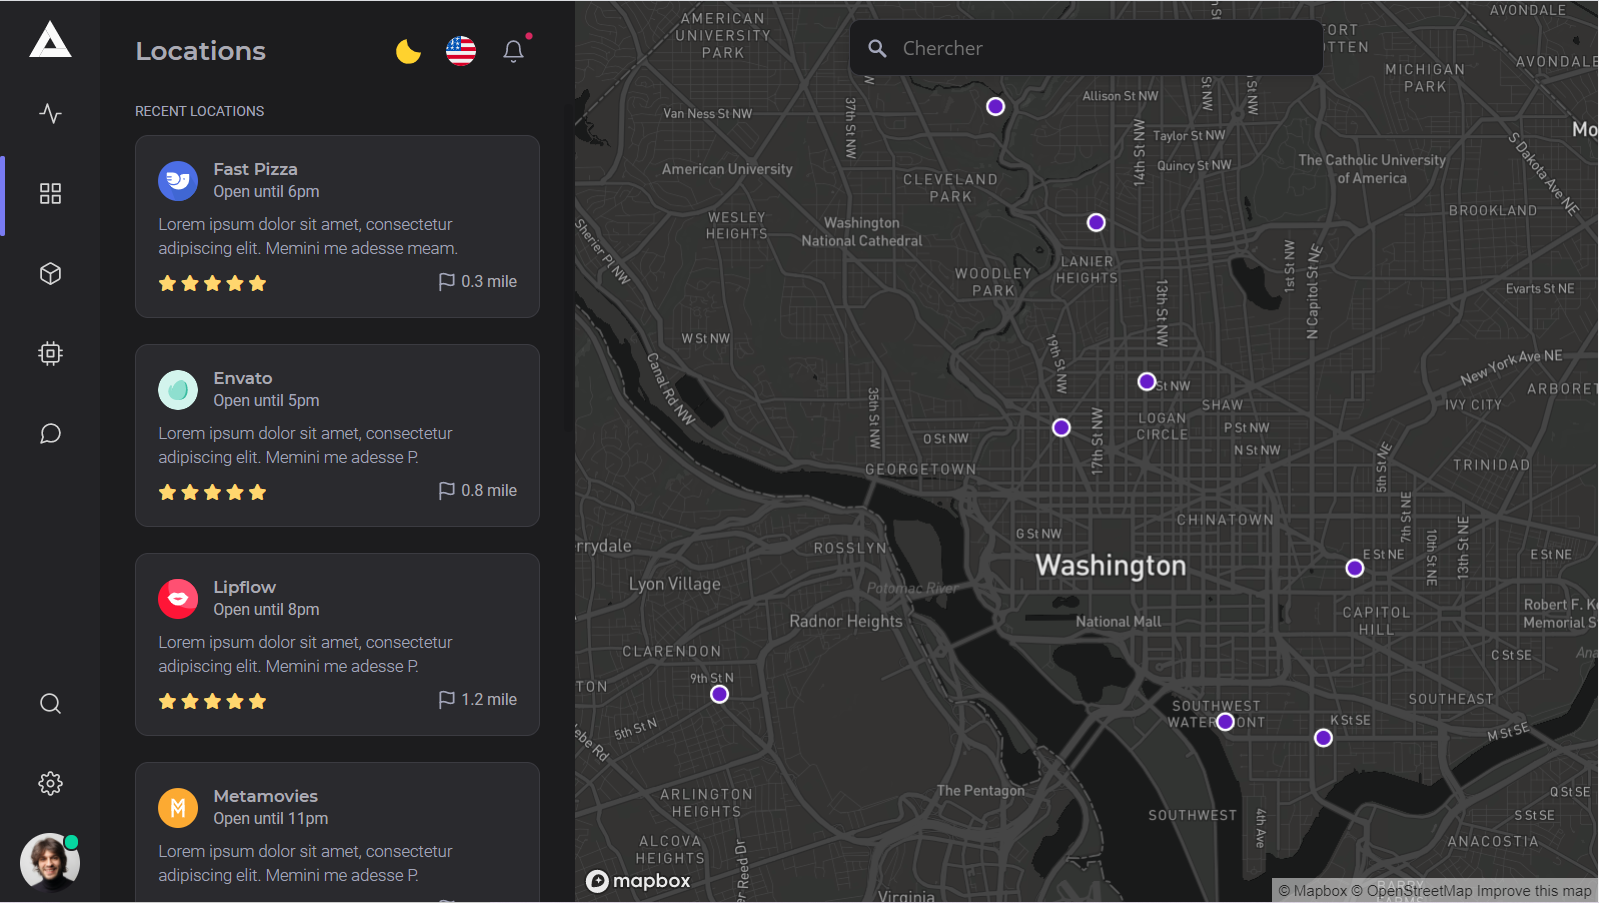 Locations
RECENT LOCATIONS
Fast Pizza
Open until 6pm
Lorem ipsum dolor sit amet, consectetur
adipiscing elit. Memini me adesse meam.
0.3 mile
Envato
Open until 5pm
Lorem ipsum dolor sit amet, consectetur
adipiscing elit. Memini me adesse P.
0.8 mile
Lipflow
Open until 8pm
Lorem ipsum dolor sit amet, consectetur
adipiscing elit. Memini me adesse P.
1.2 mile
Metamovies
Open until 11pm
Lorem ipsum dolor sit amet, consectetur
adipiscing elit. Memini me adesse P.
Chercher
AMERICAN
UNIVERSITY
PARK
AVONDALE
FORT
OTTEN
AVONDALE
MICHIGAN
PARK
Allison St NW
Van Ness St NW
37th St NW
14th St NW
Taylor St NW
Quincy St NW
Mo
S Dakota Ave NE
American University
CLEVELAND
PARK
The Catholic University
of America
BROOKLAND
WESLEY
HEIGHTS
Washington
National Cathedral
Sherier Pl NW
WOODLEY
PARK
LANIER
HEIGHTS
1st St NW
N Capitol St NE
Evarts St NE
13th St NW
W St NW
19th St NW
Canal Rd NW
New York Ave NE
ARBORET
St NW
35th St NW
SHAW
IVY CITY
LOGAN
CIRCLE
P St NW
O St NW
17th St NW
N St NW
5th St NE
TRINIDAD
GEORGETOWN
7th St NE
10th St NE
13th St NE
CHINATOWN
G St NW
rrydale
ROSSLYN
E St NE
E St NE
Washington
Lyon Village
Potomac River
Radnor Heights
National Mall
CAPITOL
HILL
Robert F. Ke
Memorial S
CLARENDON
C St SE
Ana
9th St N
TON
SOUTHEAST
SOUTHWEST
WATERFRONT
K St SE
5th St N
M St SE
ebe Rd
The Pentagon
ARLINGTON
HEIGHTS
Q St SE
SOUTHWEST
4th Ave
S St SE
ALCOVA
HEIGHTS
ANACOSTIA
Reed Dr
mapbox
Virginia
BARRY
FARMS
© Mapbox © OpenStreetMap Improve this map